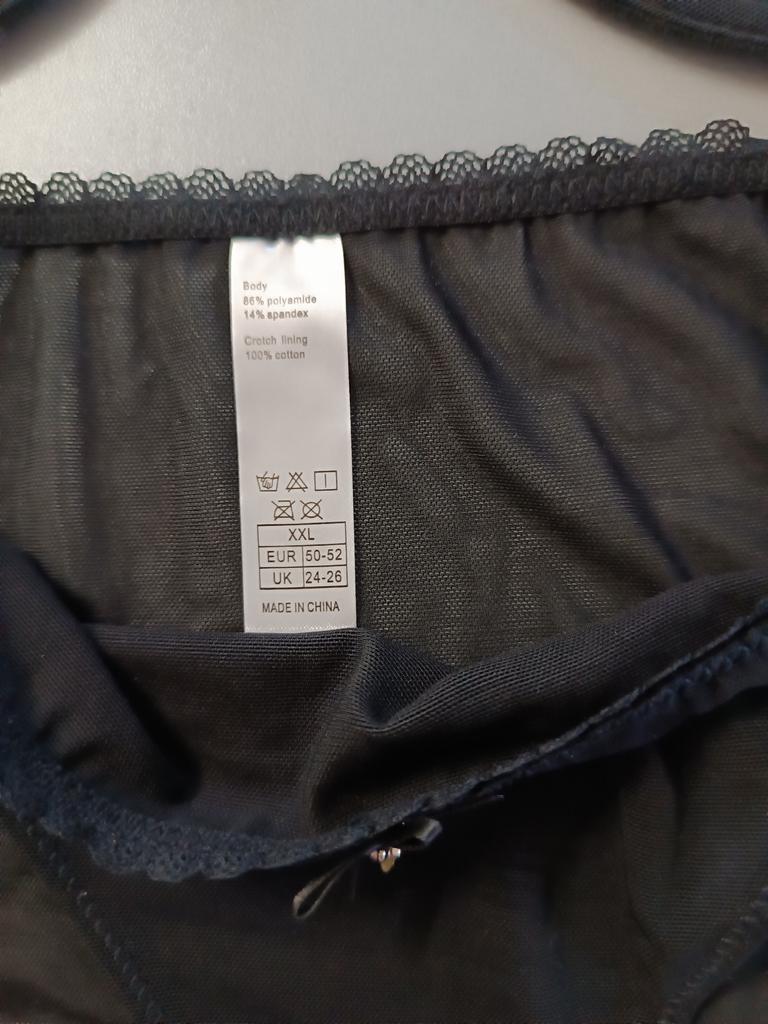 Body
86% polyamide
14% spandex
Crotch lining
100% cotton
XXL
EUR 50-52
UK 24-26
MADE IN CHINA